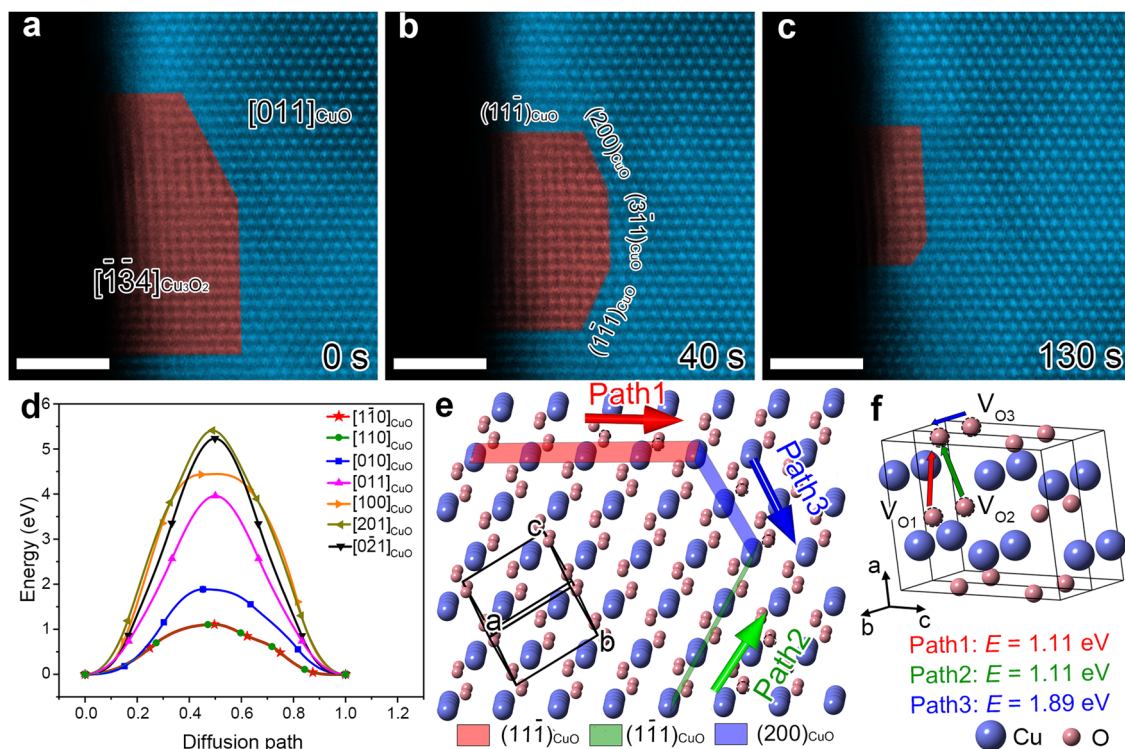 a
[011]CuO
[1̄3̄4]Cu₃O₂
0 s
b
(111̄)CuO
(200)CuO
(31̄1)CuO
(1̄11)CuO
40 s
c
130 s
d
Energy (eV)
6
5
4
3
2
1
0
0.0 0.2 0.4 0.6 0.8 1.0 1.2
Diffusion path
[11̄0]CuO
[110]CuO
[010]CuO
[011]CuO
[100]CuO
[201]CuO
[02̄1]CuO
e
Path1
Path3
Path2
c
a
b
(111̄)CuO
(11̄1)CuO
(200)CuO
f
VO3
VO1
VO2
a
b
c
Path1: E = 1.11 eV
Path2: E = 1.11 eV
Path3: E = 1.89 eV
Cu
O